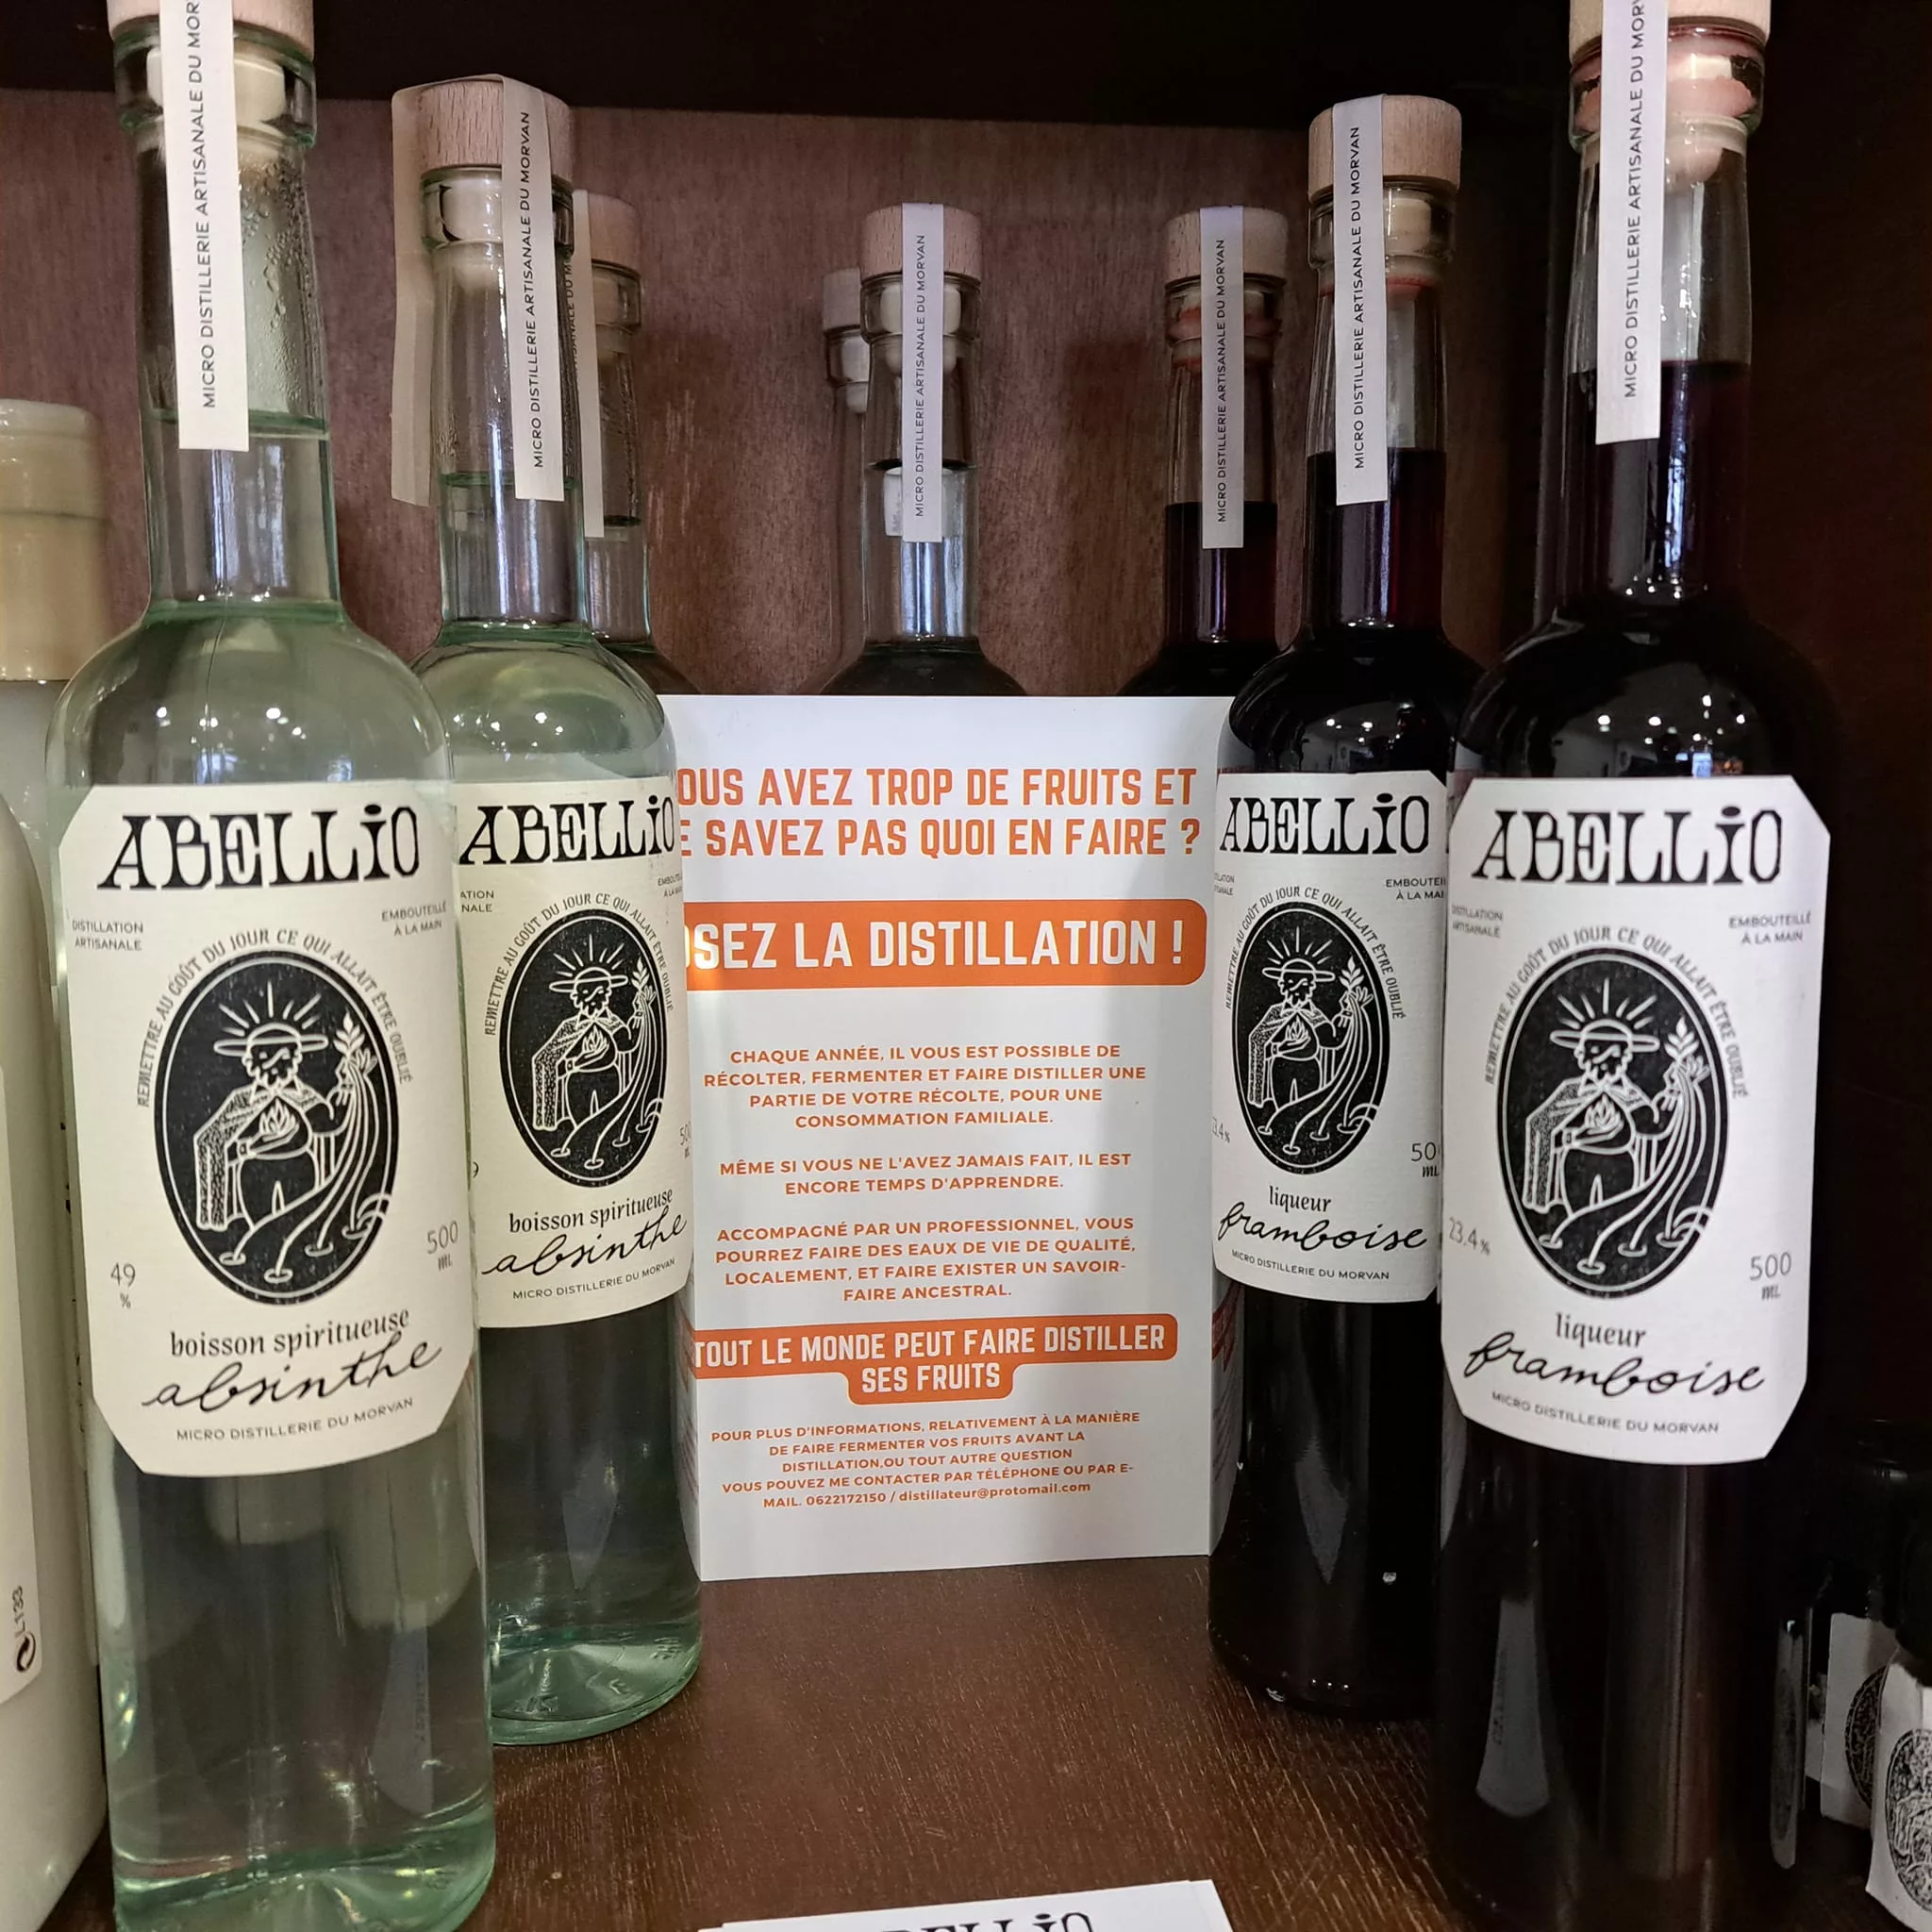 MICRO DISTILLERIE ARTISANALE DU MOR
MICRO DISTILLERIE ARTISANALE DU MORVAN
MICRO DISTILLERIE ARTISANALE DU MORVAN
MICRO DISTILLERIE ARTISANALE DU MORVAN
MICRO DISTILLERIE ARTISANALE DU MORVAN
MICRO DISTILLERIE ARTISANALE DU MORV
ABELLiO
DISTILLATION
ARTISANALE
EMBOUTEILLÉ
À LA MAIN
REMETTRE AU GOÛT DU JOUR CE QUI ALLAIT ÊTRE OUBLIÉ
49
%
500
ML
boisson spiritueuse
absinthe
MICRO DISTILLERIE DU MORVAN
L133
ABELLiO
REMETTRE AU GOÛT DU JOUR CE QUI ALLAIT ÊTRE OUBLIÉ
boisson spiritueuse
absinthe
MICRO DISTILLERIE DU MORVAN
OUS AVEZ TROP DE FRUITS ET
E SAVEZ PAS QUOI EN FAIRE ?
OSEZ LA DISTILLATION !
CHAQUE ANNÉE, IL VOUS EST POSSIBLE DE
RÉCOLTER, FERMENTER ET FAIRE DISTILLER UNE
PARTIE DE VOTRE RÉCOLTE, POUR UNE
CONSOMMATION FAMILIALE.
MÊME SI VOUS NE L'AVEZ JAMAIS FAIT, IL EST
ENCORE TEMPS D'APPRENDRE.
ACCOMPAGNÉ PAR UN PROFESSIONNEL, VOUS
POURREZ FAIRE DES EAUX DE VIE DE QUALITÉ,
LOCALEMENT, ET FAIRE EXISTER UN SAVOIR-
FAIRE ANCESTRAL.
TOUT LE MONDE PEUT FAIRE DISTILLER
SES FRUITS
POUR PLUS D'INFORMATIONS, RELATIVEMENT À LA MANIÈRE
DE FAIRE FERMENTER VOS FRUITS AVANT LA
DISTILLATION,OU TOUT AUTRE QUESTION
VOUS POUVEZ ME CONTACTER PAR TÉLÉPHONE OU PAR E-
MAIL. 0622172150 / distillateur@protomail.com
ABELLiO
REMETTRE AU GOÛT DU JOUR CE QUI ALLAIT ÊTRE OUBLIÉ
liqueur
framboise
MICRO DISTILLERIE DU MORVAN
ABELLiO
DISTILLATION
ARTISANALE
EMBOUTEILLÉ
À LA MAIN
REMETTRE AU GOÛT DU JOUR CE QUI ALLAIT ÊTRE OUBLIÉ
23,4%
500
ML
liqueur
framboise
MICRO DISTILLERIE DU MORVAN
ABELLiO